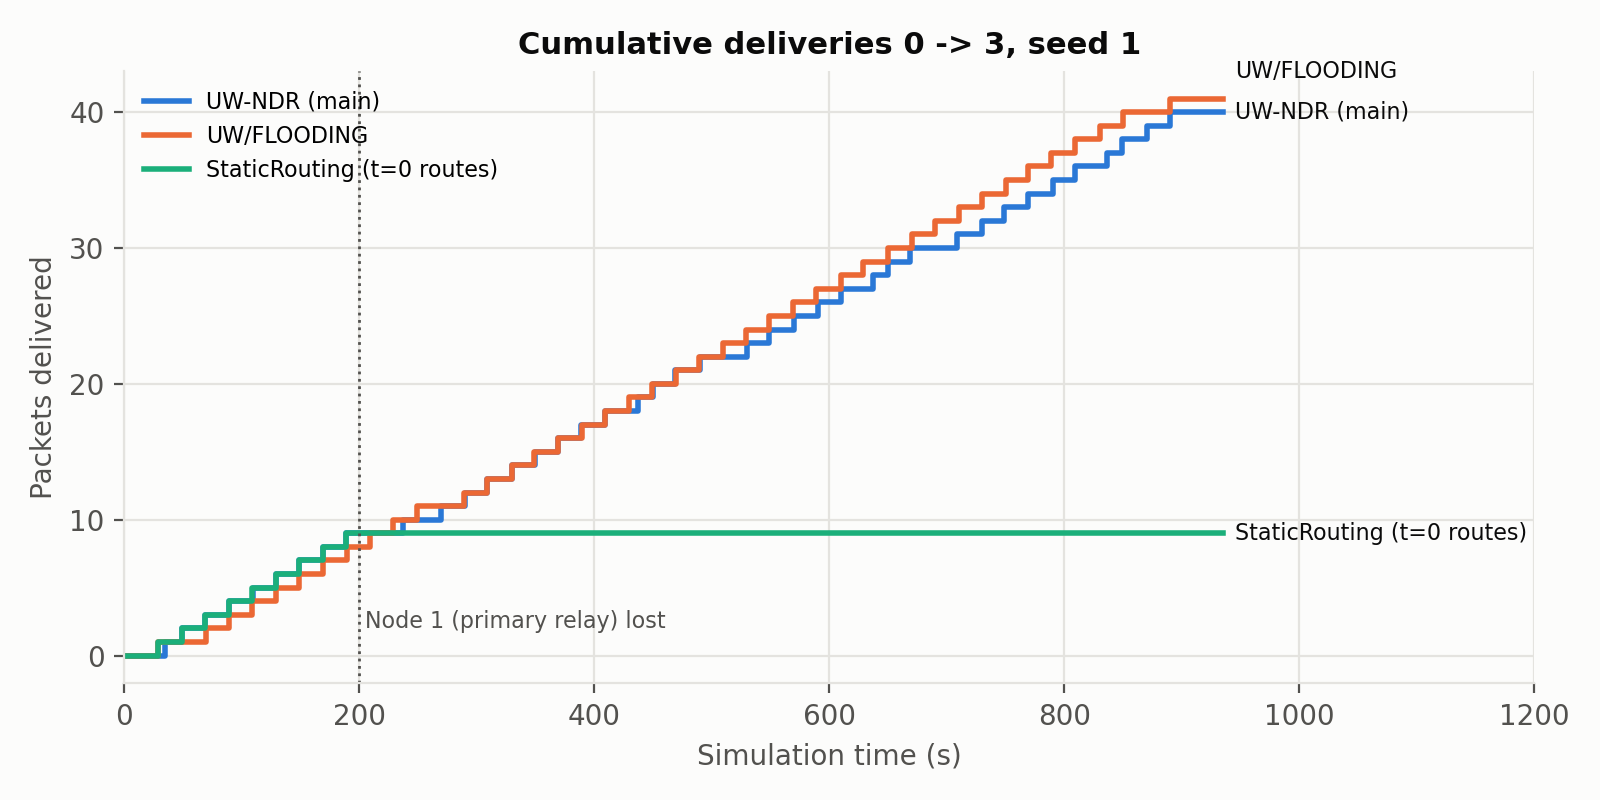 Cumulative deliveries 0 -> 3, seed 1
UW/FLOODING
UW-NDR (main)
UW-NDR (main)
UW/FLOODING
StaticRouting (t=0 routes)
StaticRouting (t=0 routes)
Node 1 (primary relay) lost
Packets delivered
40
30
20
10
0
0
200
400
600
800
1000
1200
Simulation time (s)